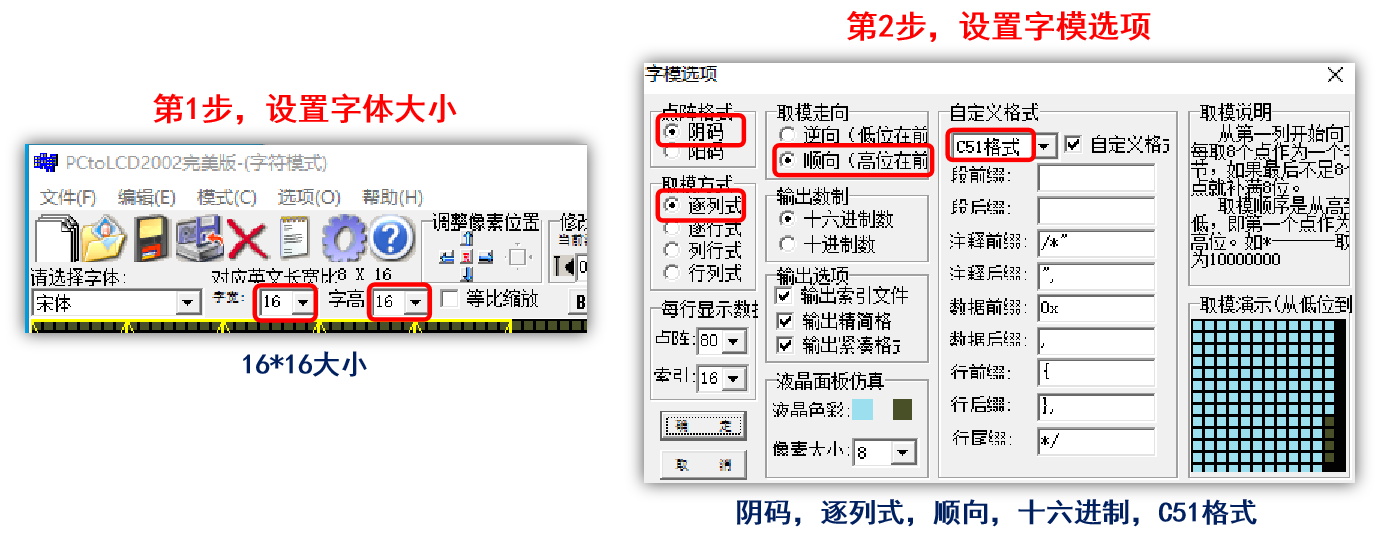 第1步，设置字体大小
PCtoLCD2002完美版-(字符模式)
文件(F) 编辑(E) 模式(C) 选项(O) 帮助(H)
调整像素位置
请选择字体: 对应英文长宽比8 X 16
宋体 字宽: 16 字高 16 等比缩放 B
16*16大小
第2步，设置字模选项
字模选项
点阵格式
阴码
阳码
取模方式
逐列式
逐行式
列行式
行列式
每行显示数据
点阵: 80
索引: 16
确 定
取 消
取模走向
逆向（低位在前
顺向（高位在前
输出数制
十六进制数
十进制数
输出选项
输出索引文件
输出精简格
输出紧凑格式
液晶面板仿真
液晶色彩:
像素大小: 8
自定义格式
C51格式 自定义格式
段前缀:
段后缀:
注释前缀: /*"
注释后缀: ",
数据前缀: 0x
数据后缀: ,
行前缀: {
行后缀: },
行尾缀: */
取模说明
从第一列开始向下
每取8个点作为一个字
节，如果最后不足8个
点就补满8位。
取模顺序是从高到
低，即第一个点作为
高位。如*-------取
为10000000
取模演示(从低位到
阴码，逐列式，顺向，十六进制，C51格式